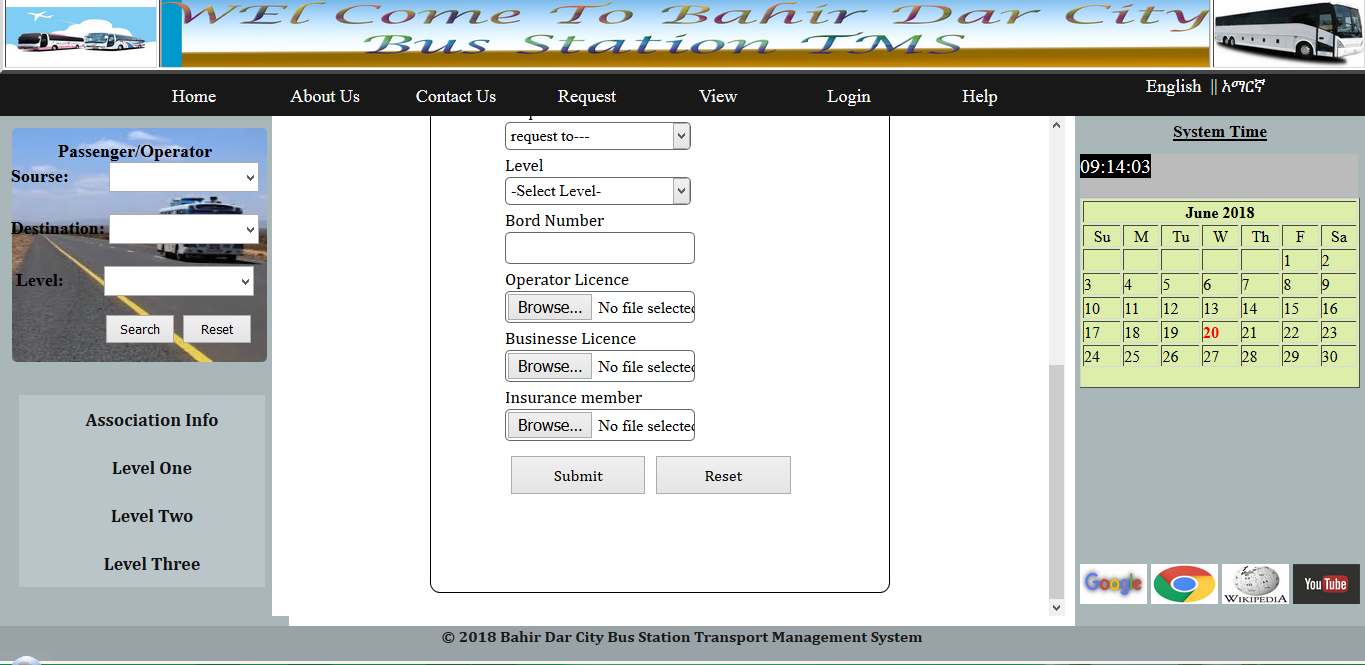 WEl Come To Bahir Dar City
Bus Station TMS
Home About Us Contact Us Request View Login Help
English || አማርኛ
Passenger/Operator
Sourse:
Destination:
Level:
Search Reset
Association Info
Level One
Level Two
Level Three
request to---
Level
-Select Level-
Bord Number
Operator Licence
Browse... No file selected
Businesse Licence
Browse... No file selected
Insurance member
Browse... No file selected
Submit Reset
System Time
09:14:03
June 2018
Su M Tu W Th F Sa
1 2
3 4 5 6 7 8 9
10 11 12 13 14 15 16
17 18 19 20 21 22 23
24 25 26 27 28 29 30
Google WIKIPEDIA YouTube
© 2018 Bahir Dar City Bus Station Transport Management System